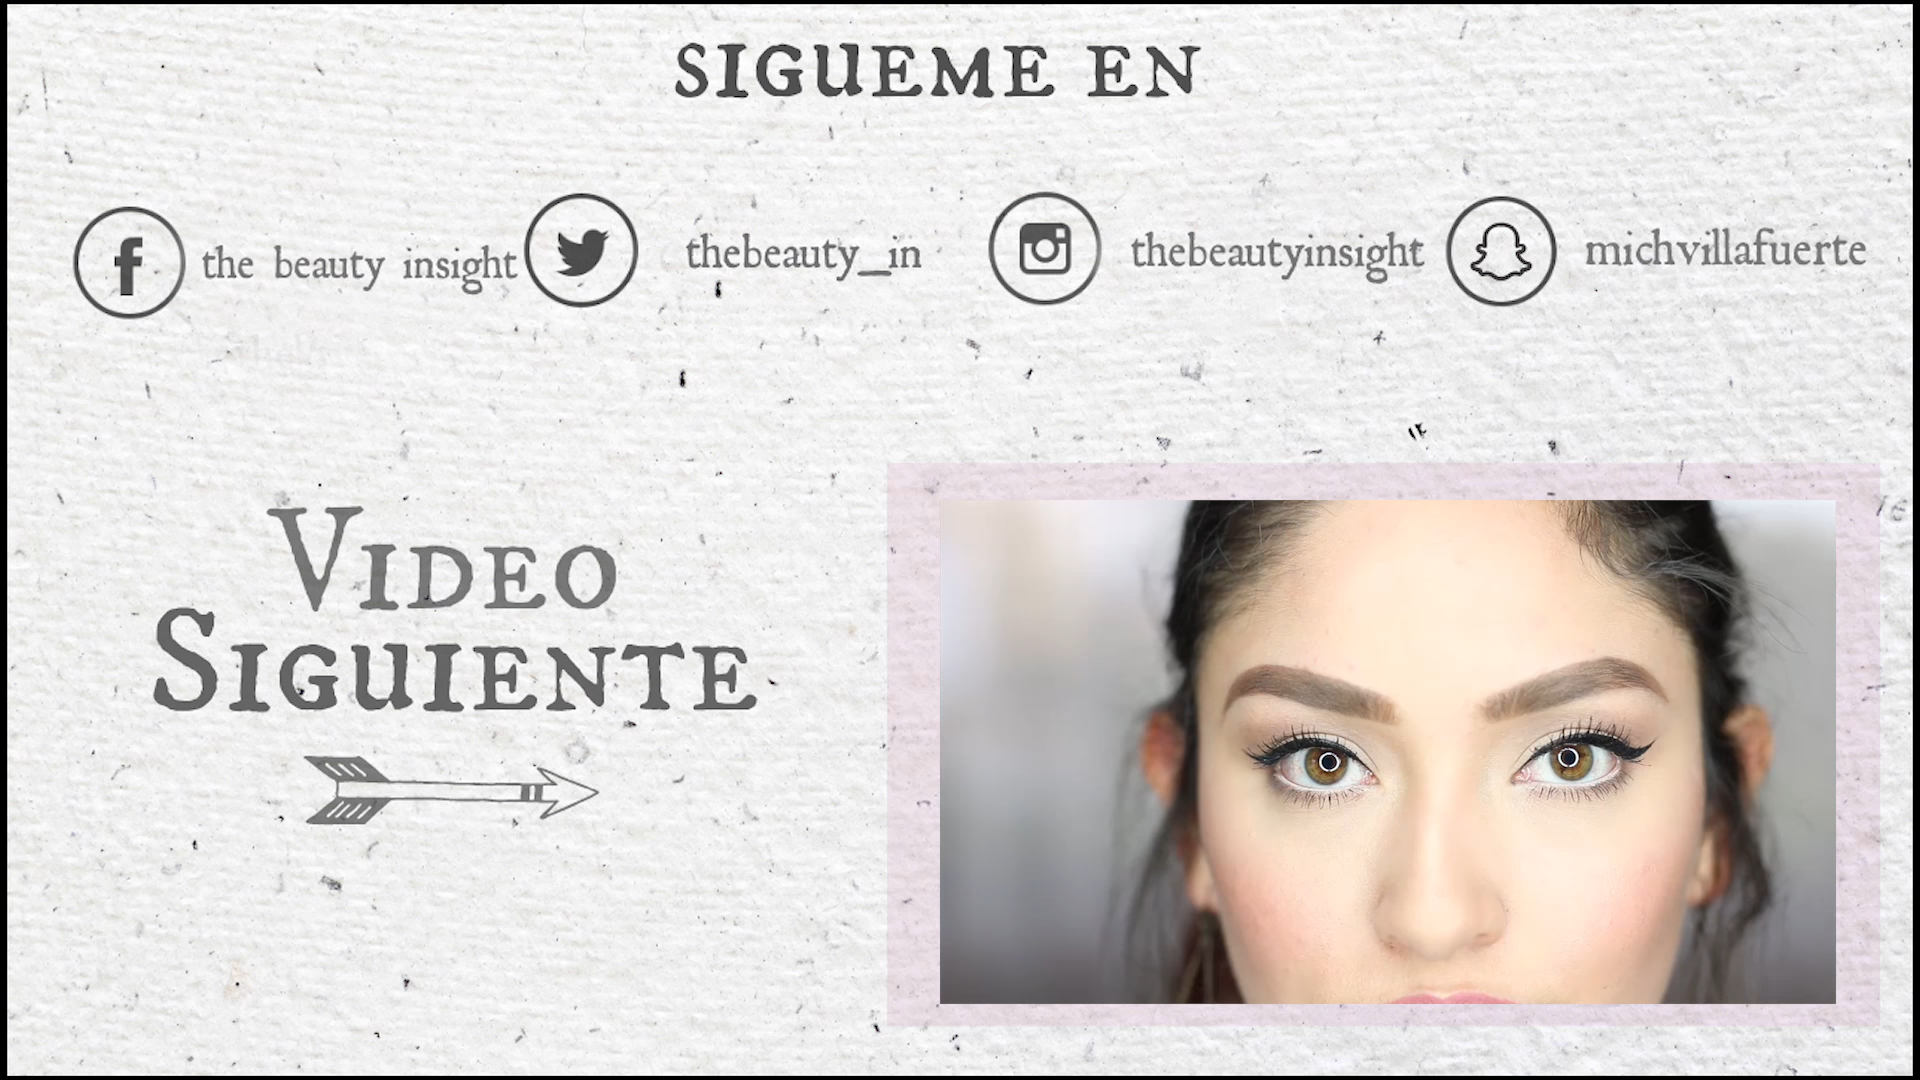 SIGUEME EN
the beauty insight
thebeauty_in
thebeautyinsight
michvillafuerte
VIDEO
SIGUIENTE